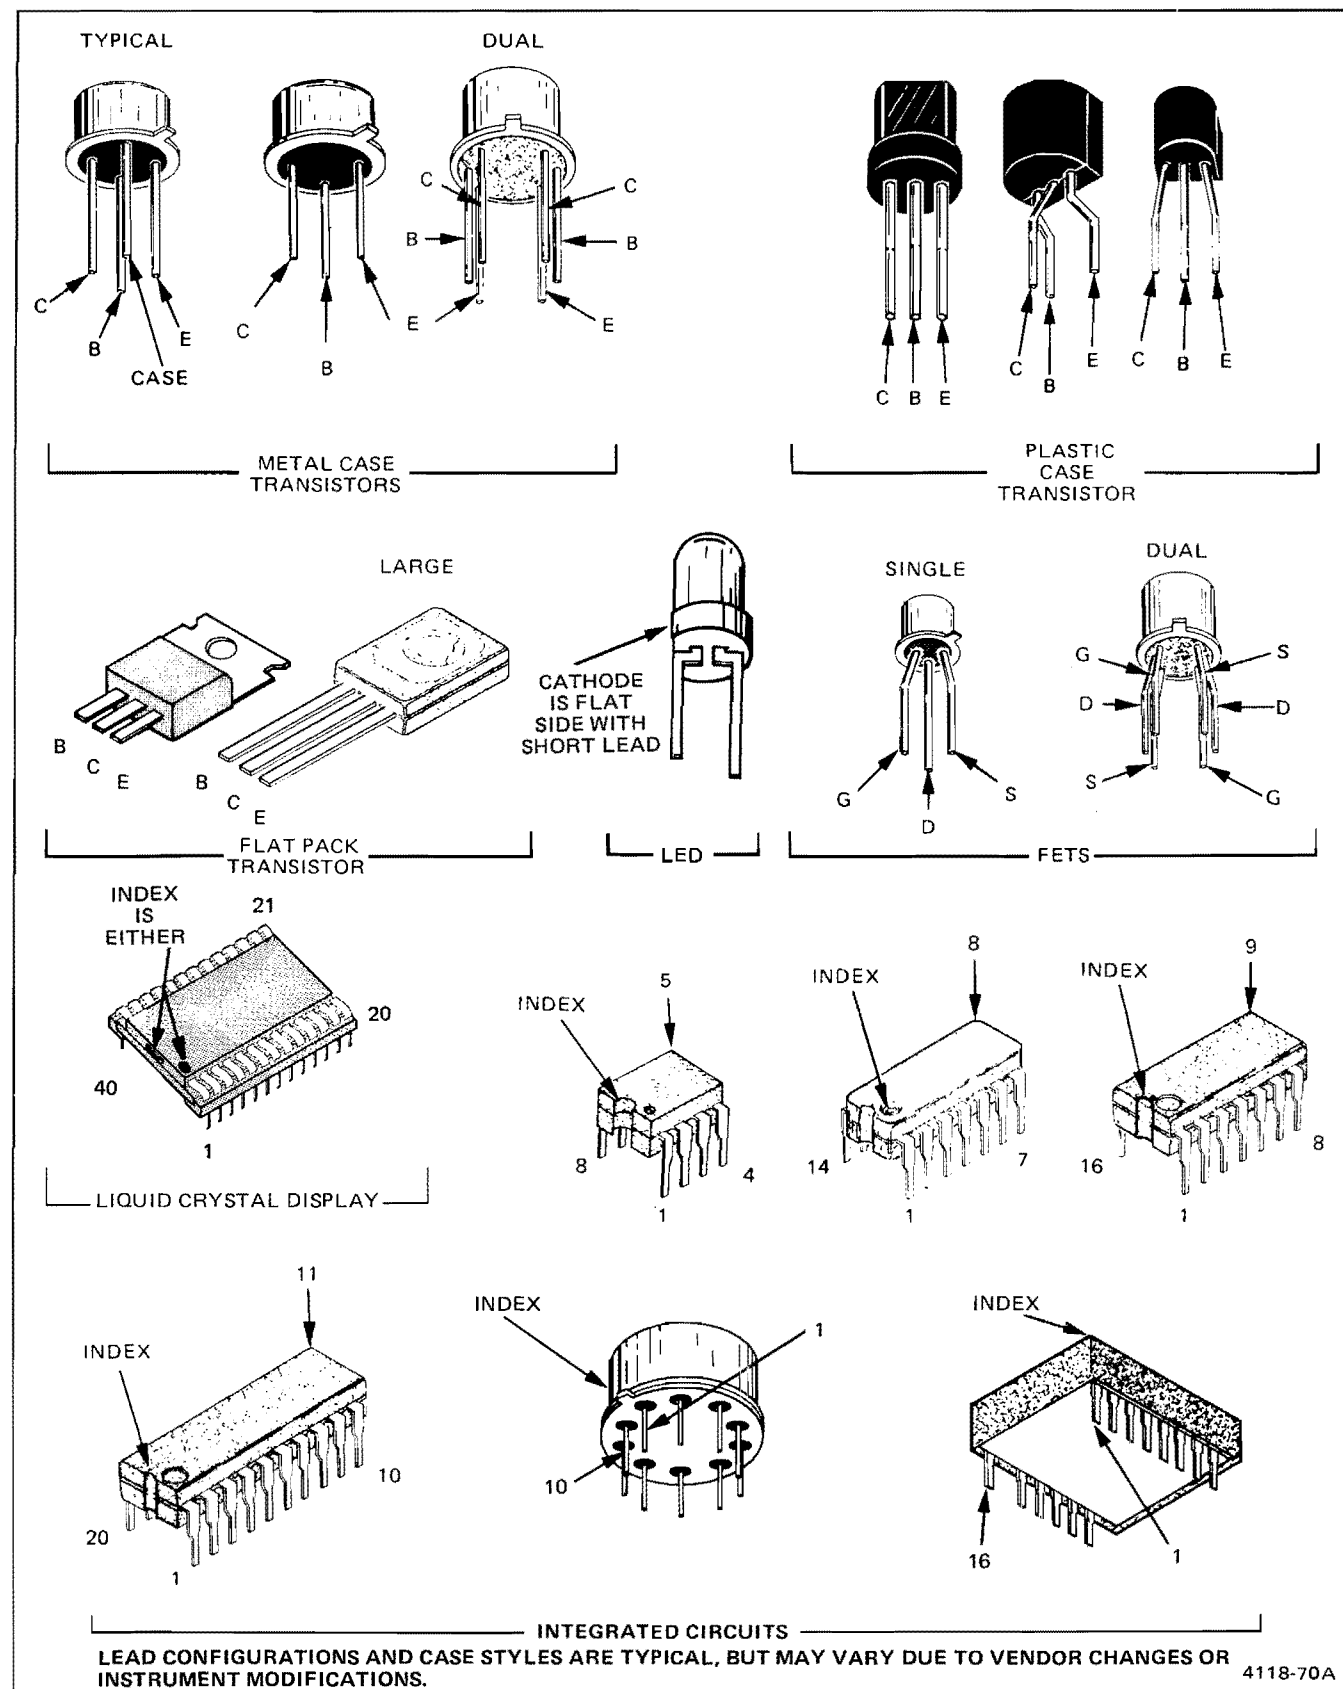 TYPICAL
DUAL
C
B
CASE
E
C
B
E
C
C
B
B
E
C
B
E
C
B
E
C
B
E
METAL CASE
TRANSISTORS
PLASTIC
CASE
TRANSISTOR
LARGE
B
C
E
B
C
E
FLAT PACK
TRANSISTOR
CATHODE
IS FLAT
SIDE WITH
SHORT LEAD
LED
SINGLE
DUAL
G
D
S
G
S
D
D
S
G
FETS
INDEX
IS
EITHER
21
20
40
1
LIQUID CRYSTAL DISPLAY
INDEX
5
8
4
1
INDEX
8
14
7
1
INDEX
9
16
8
1
INDEX
11
20
10
1
INDEX
1
10
INDEX
16
1
INTEGRATED CIRCUITS
LEAD CONFIGURATIONS AND CASE STYLES ARE TYPICAL, BUT MAY VARY DUE TO VENDOR CHANGES OR
INSTRUMENT MODIFICATIONS.
4118-70A